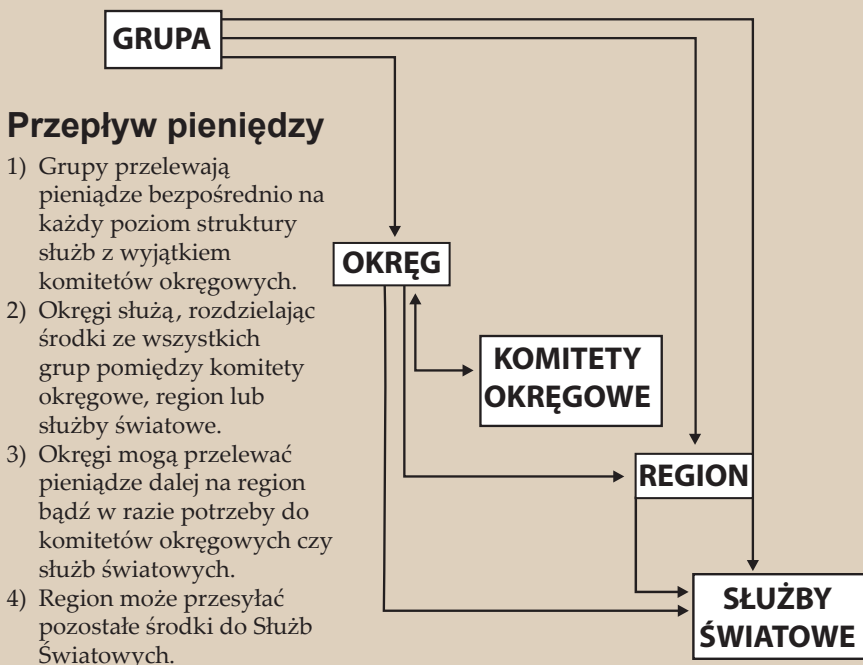 GRUPA
Przepływ pieniędzy
1) Grupy przelewają
pieniądze bezpośrednio na
każdy poziom struktury
służb z wyjątkiem
komitetów okręgowych.
2) Okręgi służą, rozdzielając
środki ze wszystkich
grup pomiędzy komitety
okręgowe, region lub
służby światowe.
3) Okręgi mogą przelewać
pieniądze dalej na region
bądź w razie potrzeby do
komitetów okręgowych czy
służb światowych.
4) Region może przesyłać
pozostałe środki do Służb
Światowych.
OKRĘG
KOMITETY
OKRĘGOWE
REGION
SŁUŻBY
ŚWIATOWE